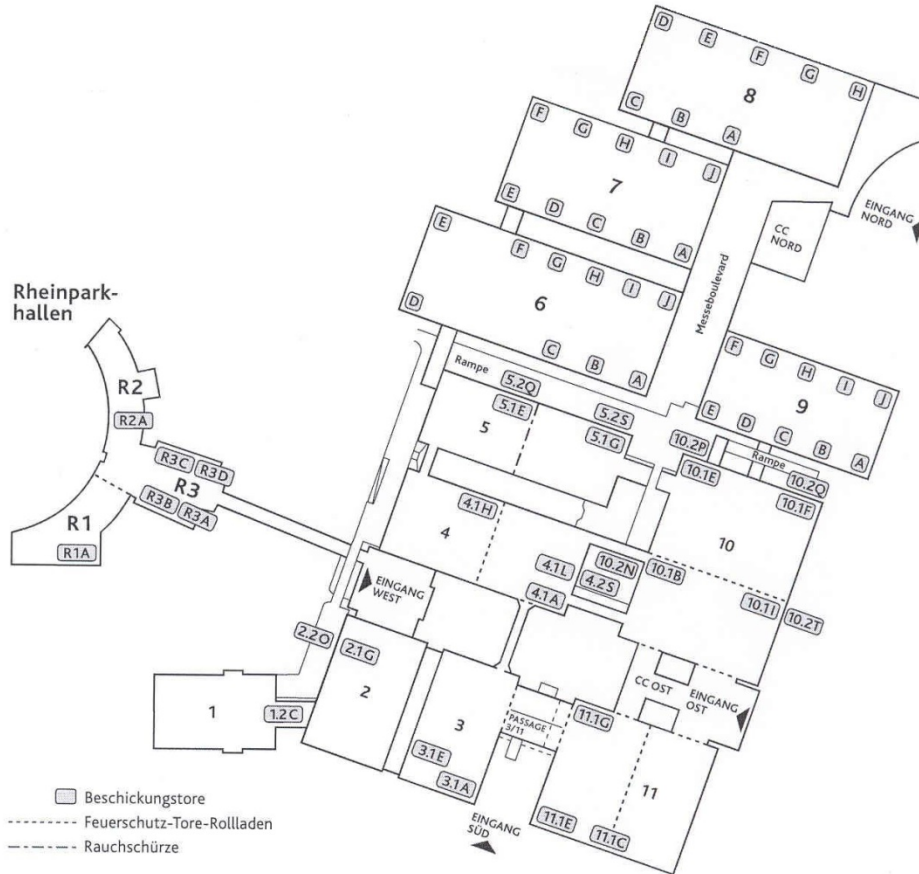 D
E
F
G
H
8
C
B
A
F
G
H
I
J
7
E
D
C
B
A
EINGANG
NORD
CC
NORD
Messeboulevard
E
F
G
H
I
J
6
D
C
B
A
Rheinpark-
hallen
R2
R2A
R3C
R3D
R3
R3B
R3A
R1
R1A
Rampe
5.2Q
5.1E
5.2S
5
5.1G
F
G
H
I
J
9
E
D
C
B
A
10.2P
10.1E
Rampe
10.2Q
10.1F
10
4.1H
4
4.1L
10.2N
4.2S
10.1B
4.1A
10.1I
10.2T
EINGANG
WEST
2.2O
2.1G
2
1
1.2C
3
3.1E
3.1A
PASSAGE
3/11
11.1G
CC OST
EINGANG
OST
11
11.1E
11.1C
EINGANG
SÜD
Beschickungstore
Feuerschutz-Tore-Rollladen
Rauchschürze